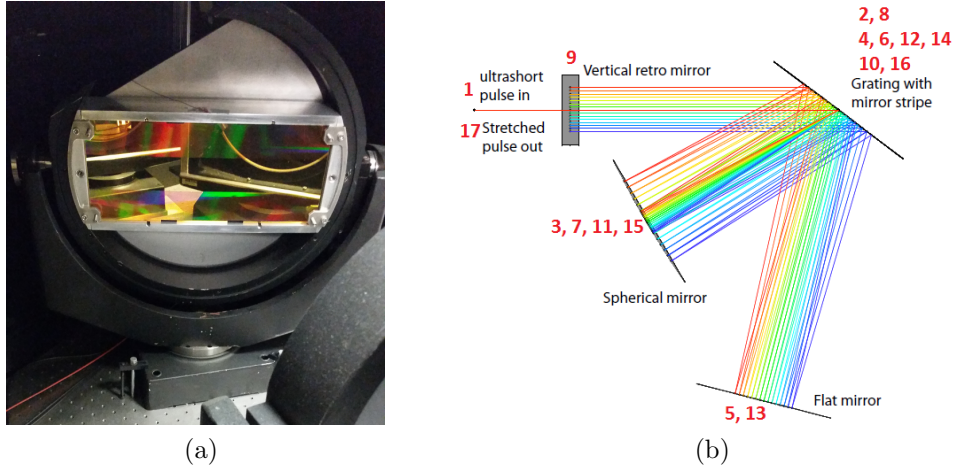 2, 8
4, 6, 12, 14
10, 16
Grating with
mirror stripe
9
Vertical retro mirror
1
ultrashort
pulse in
17
Stretched
pulse out
3, 7, 11, 15
Spherical mirror
5, 13
Flat mirror
(a)
(b)